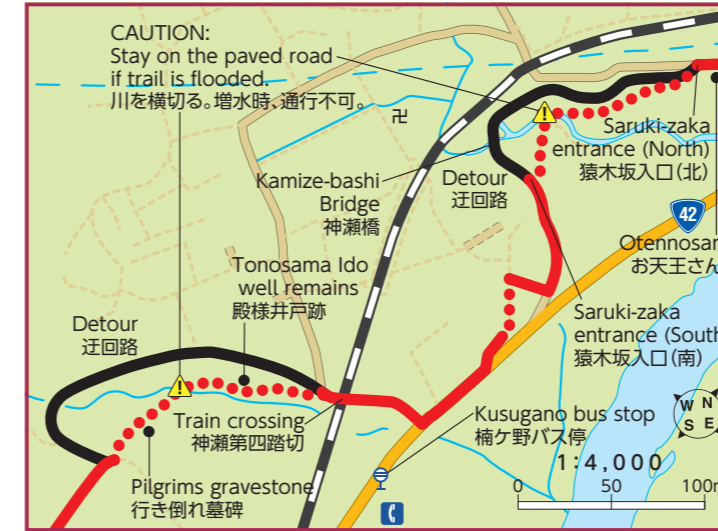 CAUTION:
Stay on the paved road
if trail is flooded.
川を横切る。増水時、通行不可。
卍
Saruki-zaka
entrance (North)
猿木坂入口(北)
Kamize-bashi
Bridge
神瀬橋
Detour
迂回路
42
Otennosan
お天王さん
Tonosama Ido
well remains
殿様井戸跡
Detour
迂回路
Saruki-zaka
entrance (South
猿木坂入口(南)
Train crossing
神瀬第四踏切
Kusugano bus stop
楠ケ野バス停
W N
S E
Pilgrims gravestone
行き倒れ墓碑
1:4,000
0 50 100m